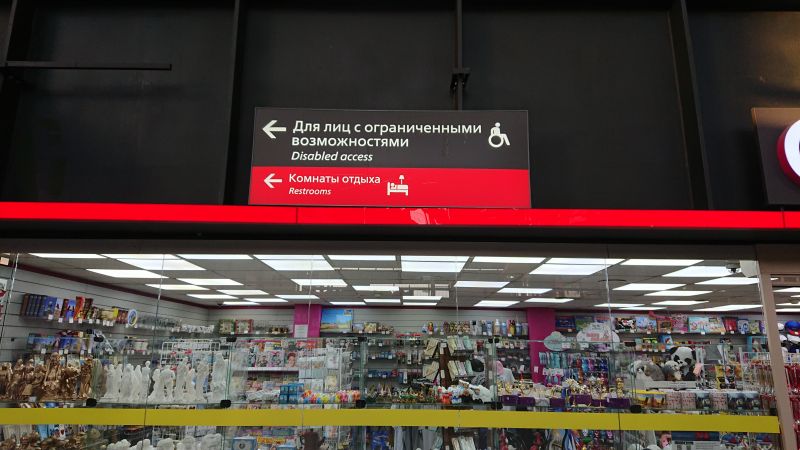 Для лиц с ограниченными
возможностями
Disabled access
Комнаты отдыха
Restrooms